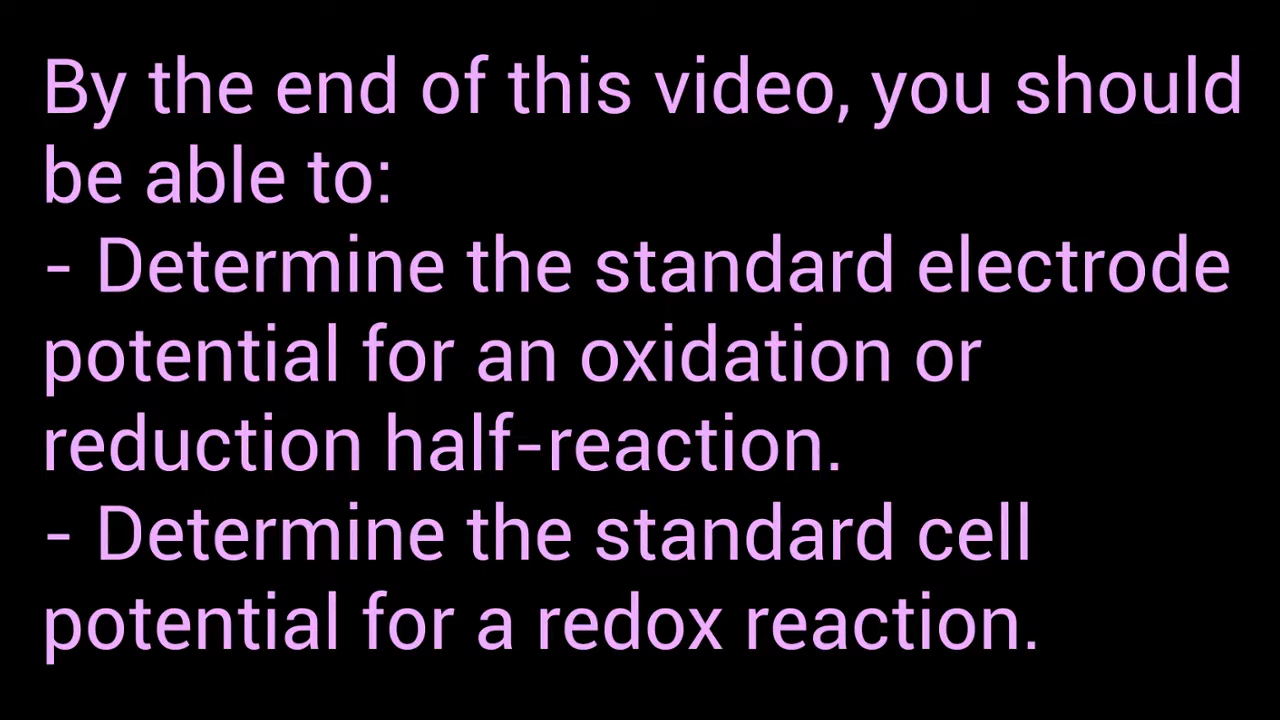 By the end of this video, you should
be able to:
- Determine the standard electrode
potential for an oxidation or
reduction half-reaction.
- Determine the standard cell
potential for a redox reaction.